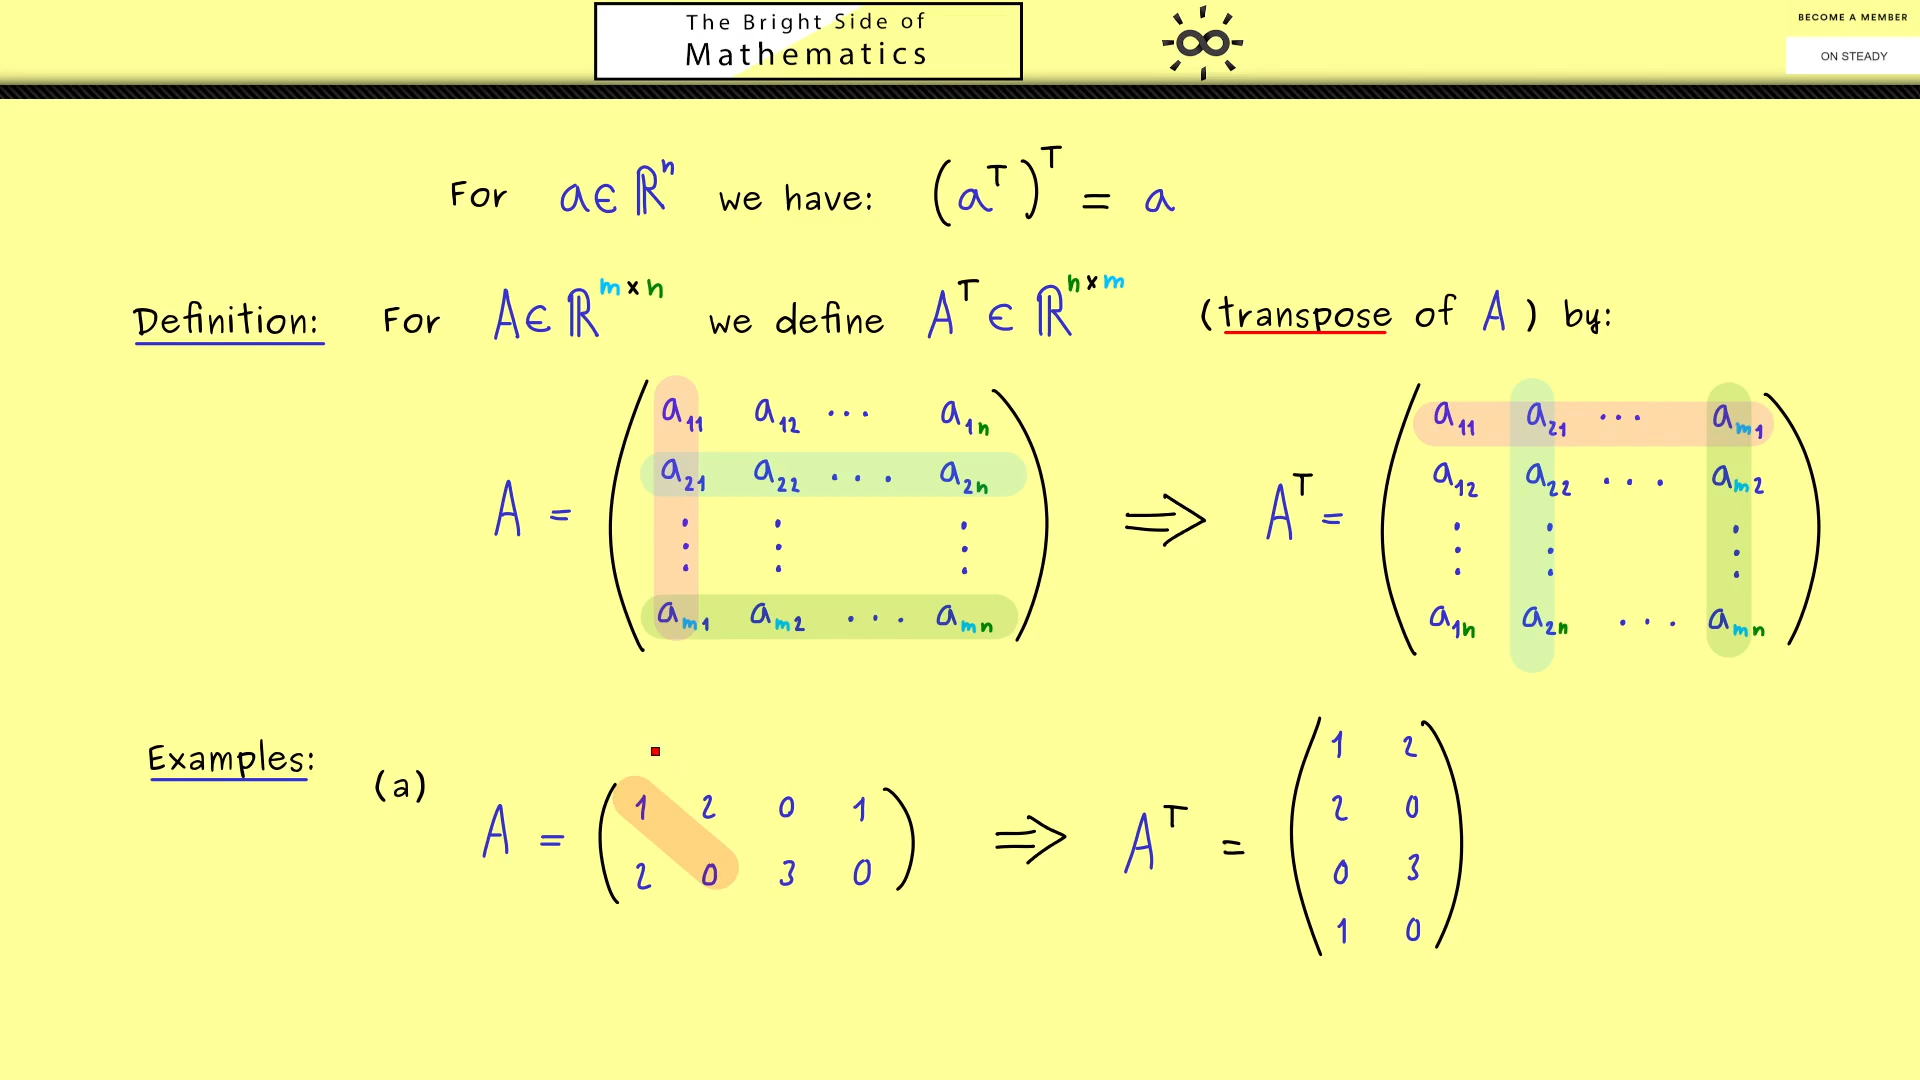 The Bright Side of
Mathematics
BECOME A MEMBER
ON STEADY
For a ∈ ℝⁿ we have: (aᵀ)ᵀ = a
Definition: For A ∈ ℝ^{m×n} we define Aᵀ ∈ ℝ^{n×m} (transpose of A) by:
a₁₁ a₁₂ ··· a₁ₙ a₁₁ a₂₁ ··· aₘ₁
a₂₁ a₂₂ ··· a₂ₙ a₁₂ a₂₂ ··· aₘ₂
A = ⋮ ⋮ ⋮ ⇒ Aᵀ = ⋮ ⋮ ⋮
aₘ₁ aₘ₂ ··· aₘₙ a₁ₙ a₂ₙ ··· aₘₙ
Examples: (a)
1 2
1 2 0 1 2 0
A = ⇒ Aᵀ =
2 0 3 0 0 3
1 0